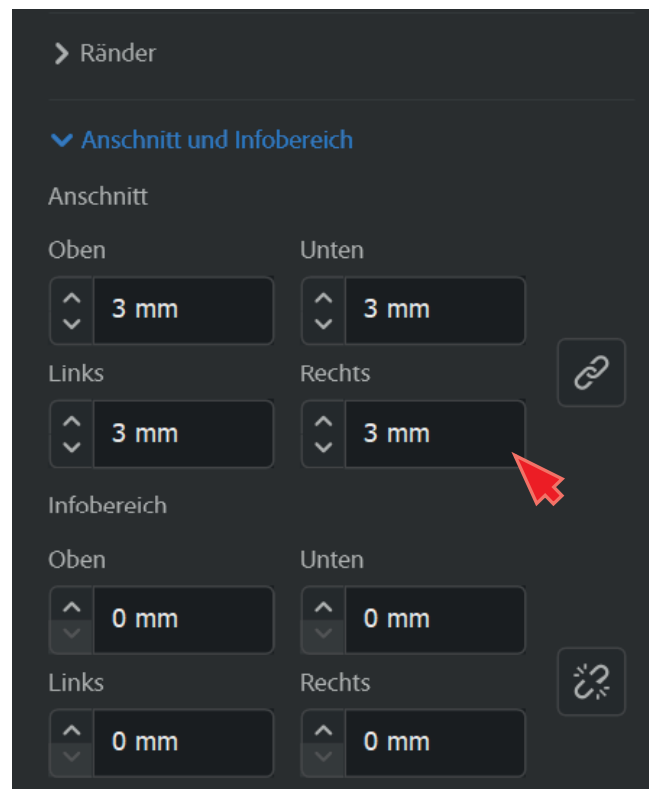 Ränder
Anschnitt und Infobereich
Anschnitt
Oben Unten
3 mm 3 mm
Links Rechts
3 mm 3 mm
Infobereich
Oben Unten
0 mm 0 mm
Links Rechts
0 mm 0 mm